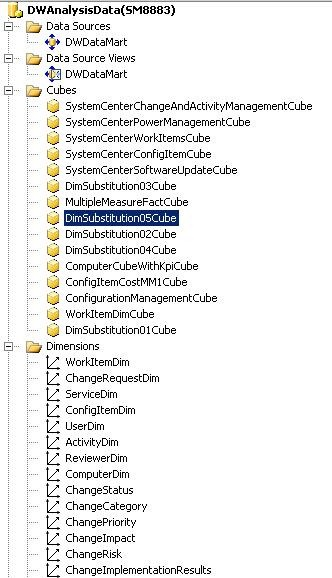 DWAnalysisData(SM8883)
Data Sources
DWDataMart
Data Source Views
DWDataMart
Cubes
SystemCenterChangeAndActivityManagementCube
SystemCenterPowerManagementCube
SystemCenterWorkItemsCube
SystemCenterConfigItemCube
SystemCenterSoftwareUpdateCube
DimSubstitution03Cube
MultipleMeasureFactCube
DimSubstitution05Cube
DimSubstitution02Cube
DimSubstitution04Cube
ComputerCubeWithKpiCube
ConfigItemCostMM1Cube
ConfigurationManagementCube
WorkItemDimCube
DimSubstitution01Cube
Dimensions
WorkItemDim
ChangeRequestDim
ServiceDim
ConfigItemDim
UserDim
ActivityDim
ReviewerDim
ComputerDim
ChangeStatus
ChangeCategory
ChangePriority
ChangeImpact
ChangeRisk
ChangeImplementationResults